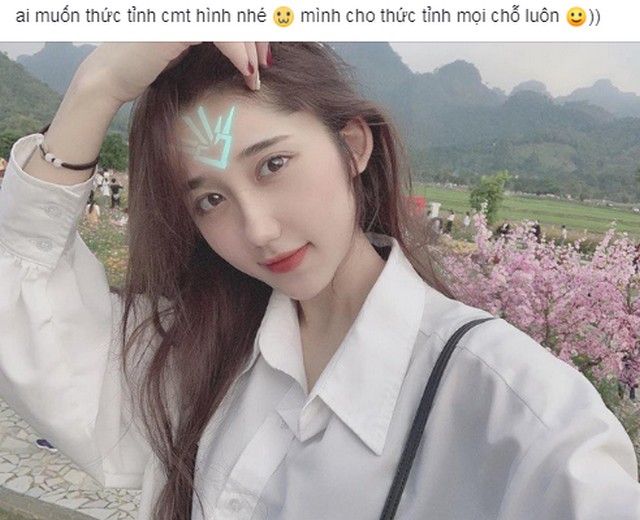 ai muốn thức tỉnh cmt hình nhé 🥺 mình cho thức tỉnh mọi chỗ luôn 🙂))